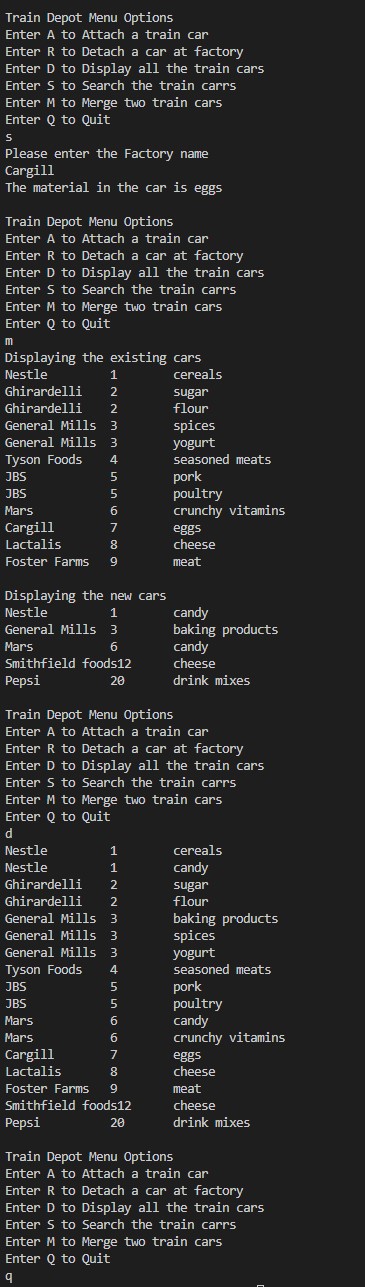 Train Depot Menu Options
Enter A to Attach a train car
Enter R to Detach a car at factory
Enter D to Display all the train cars
Enter S to Search the train carrs
Enter M to Merge two train cars
Enter Q to Quit
s
Please enter the Factory name
Cargill
The material in the car is eggs
Train Depot Menu Options
Enter A to Attach a train car
Enter R to Detach a car at factory
Enter D to Display all the train cars
Enter S to Search the train carrs
Enter M to Merge two train cars
Enter Q to Quit
m
Displaying the existing cars
Nestle 1 cereals
Ghirardelli 2 sugar
Ghirardelli 2 flour
General Mills 3 spices
General Mills 3 yogurt
Tyson Foods 4 seasoned meats
JBS 5 pork
JBS 5 poultry
Mars 6 crunchy vitamins
Cargill 7 eggs
Lactalis 8 cheese
Foster Farms 9 meat
Displaying the new cars
Nestle 1 candy
General Mills 3 baking products
Mars 6 candy
Smithfield foods12 cheese
Pepsi 20 drink mixes
Train Depot Menu Options
Enter A to Attach a train car
Enter R to Detach a car at factory
Enter D to Display all the train cars
Enter S to Search the train carrs
Enter M to Merge two train cars
Enter Q to Quit
d
Nestle 1 cereals
Nestle 1 candy
Ghirardelli 2 sugar
Ghirardelli 2 flour
General Mills 3 baking products
General Mills 3 spices
General Mills 3 yogurt
Tyson Foods 4 seasoned meats
JBS 5 pork
JBS 5 poultry
Mars 6 candy
Mars 6 crunchy vitamins
Cargill 7 eggs
Lactalis 8 cheese
Foster Farms 9 meat
Smithfield foods12 cheese
Pepsi 20 drink mixes
Train Depot Menu Options
Enter A to Attach a train car
Enter R to Detach a car at factory
Enter D to Display all the train cars
Enter S to Search the train carrs
Enter M to Merge two train cars
Enter Q to Quit
q